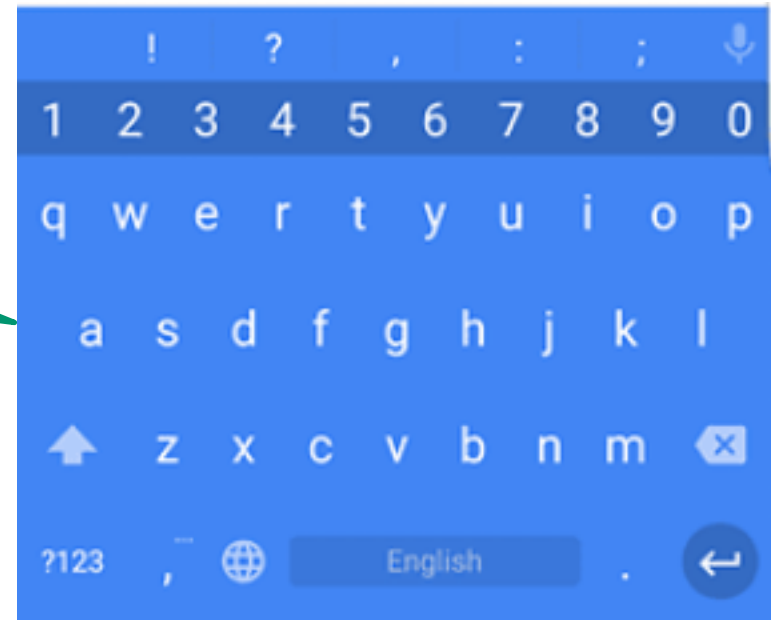 ! ? , : ;
1 2 3 4 5 6 7 8 9 0
q w e r t y u i o p
a s d f g h j k l
z x c v b n m
?123 , ... English .